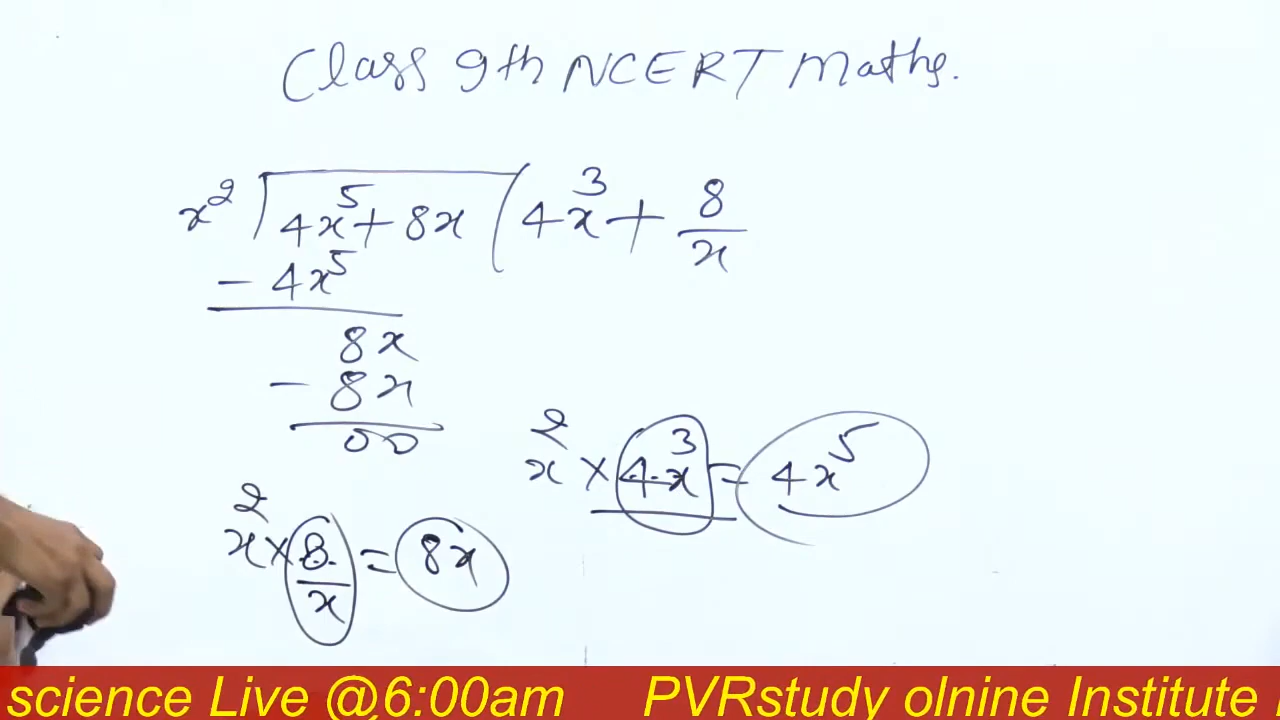 Class 9th NCERT Maths.
x² ) 4x⁵ + 8x ( 4x³ + 8/x
- 4x⁵
8x
- 8x
00
x² × 4x³ = 4x⁵
x² × 8/x = 8x
science Live @6:00am PVRstudy olnine Institute